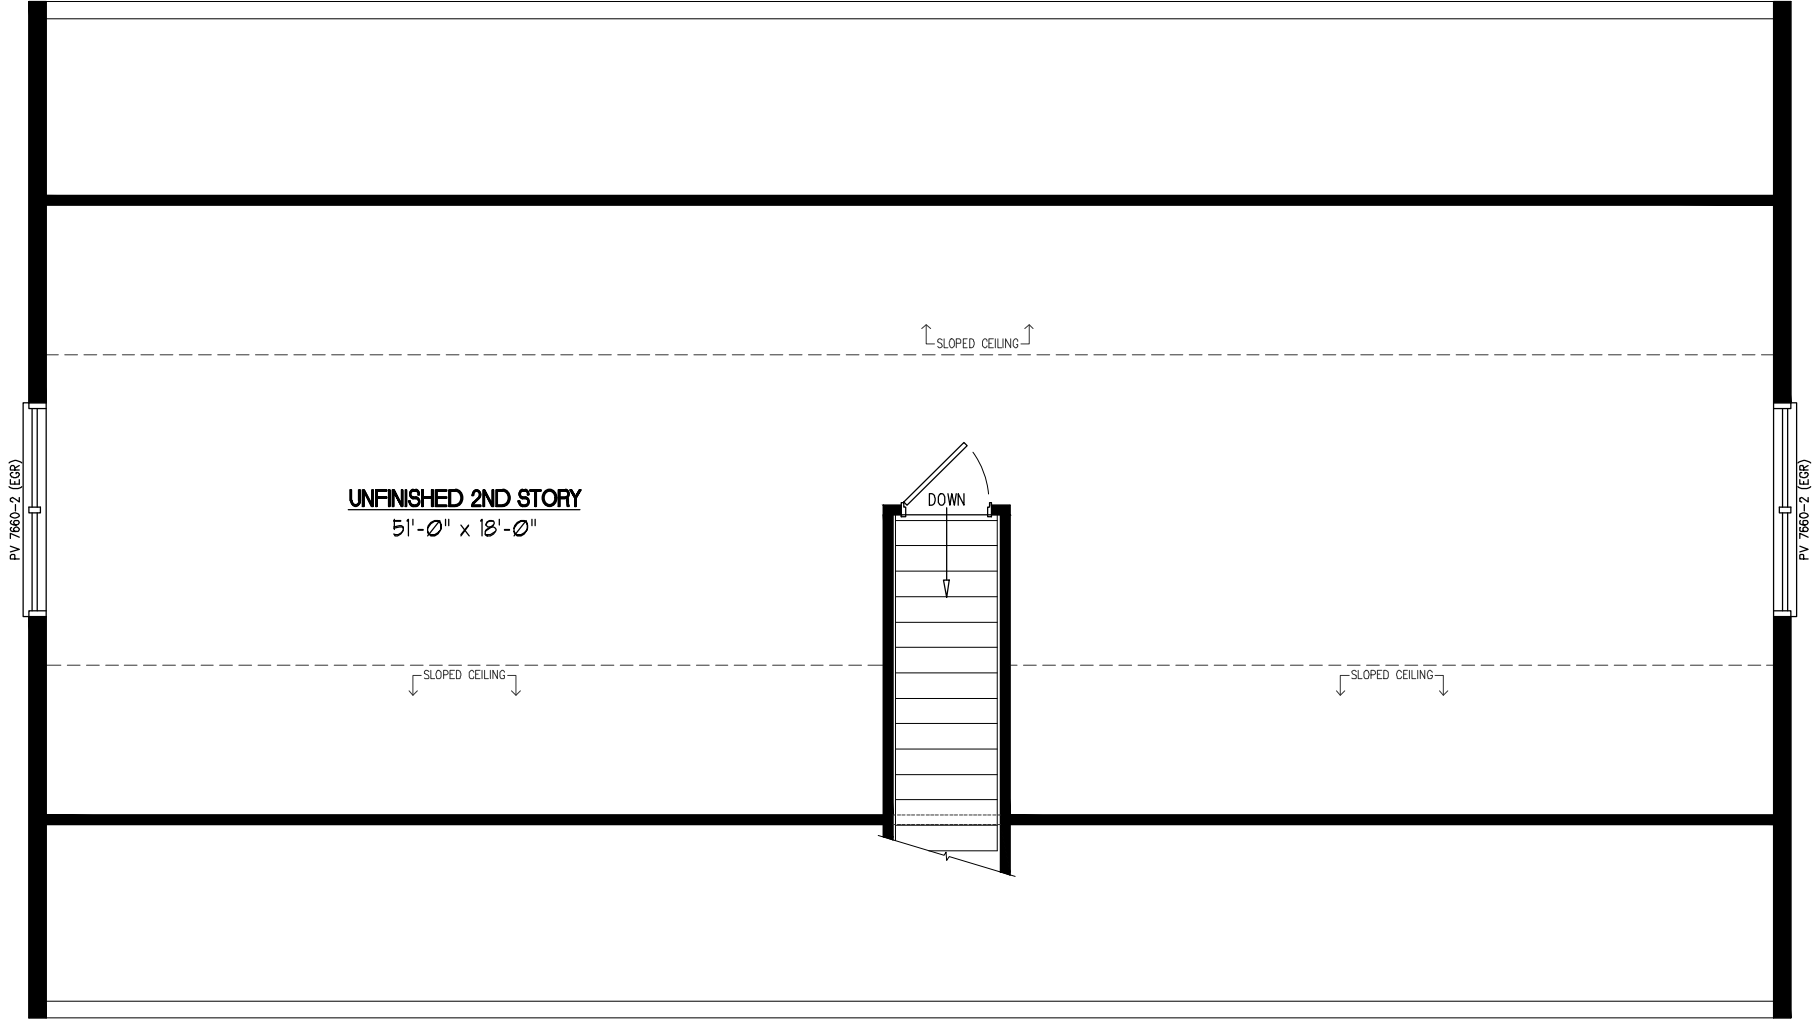 SLOPED CEILING
PV 7660-2 (EGR)
UNFINISHED 2ND STORY
51'-0" x 18'-0"
DOWN
PV 7660-2 (EGR)
SLOPED CEILING
SLOPED CEILING